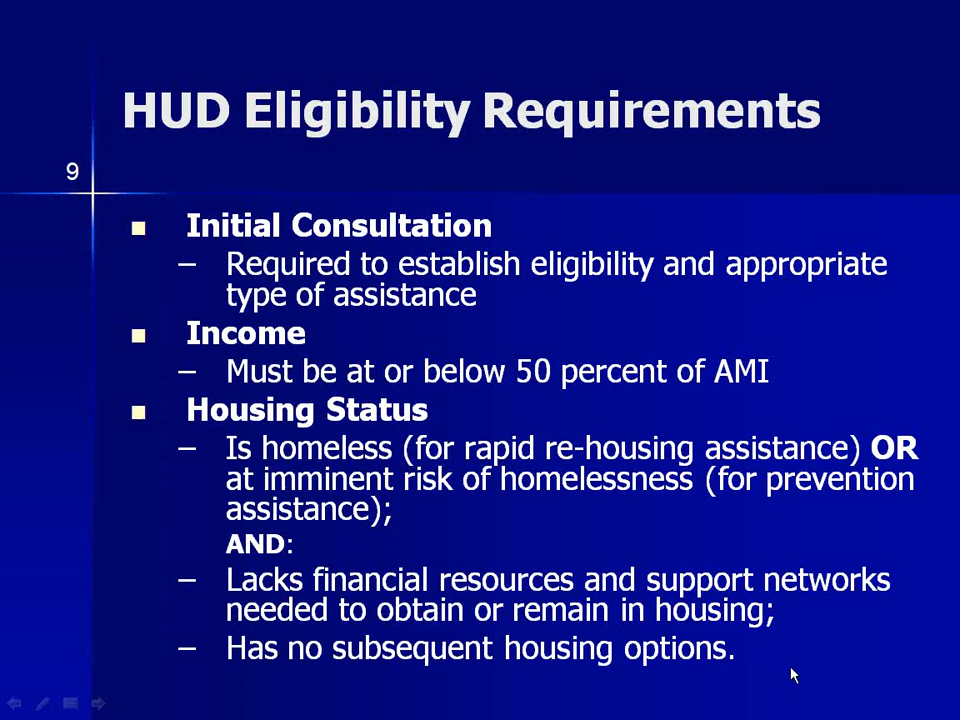 HUD Eligibility Requirements
9
Initial Consultation
– Required to establish eligibility and appropriate
type of assistance
Income
– Must be at or below 50 percent of AMI
Housing Status
– Is homeless (for rapid re-housing assistance) OR
at imminent risk of homelessness (for prevention
assistance);
AND:
– Lacks financial resources and support networks
needed to obtain or remain in housing;
– Has no subsequent housing options.